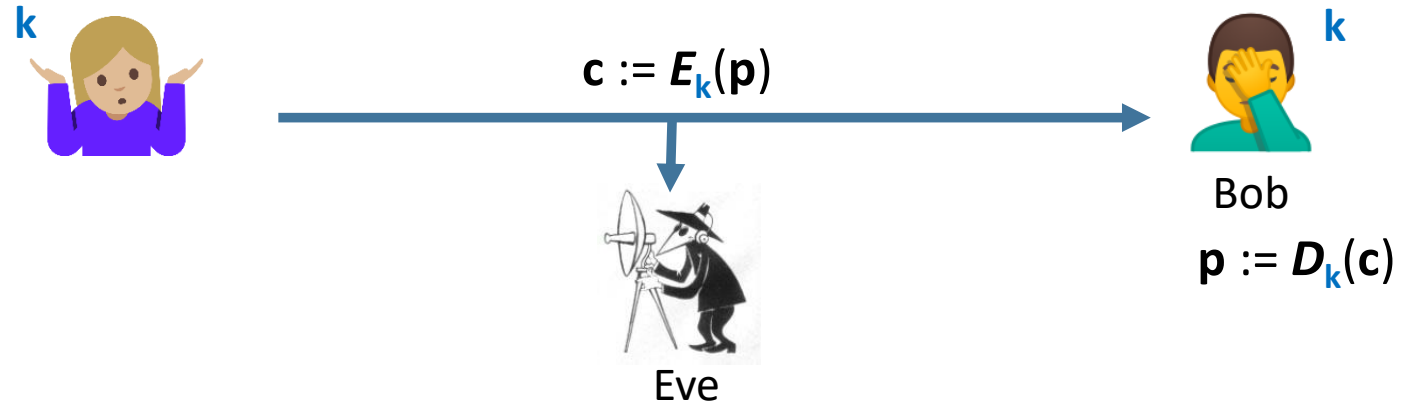 k
c := Eₖ(p)
k
Bob
p := Dₖ(c)
Eve